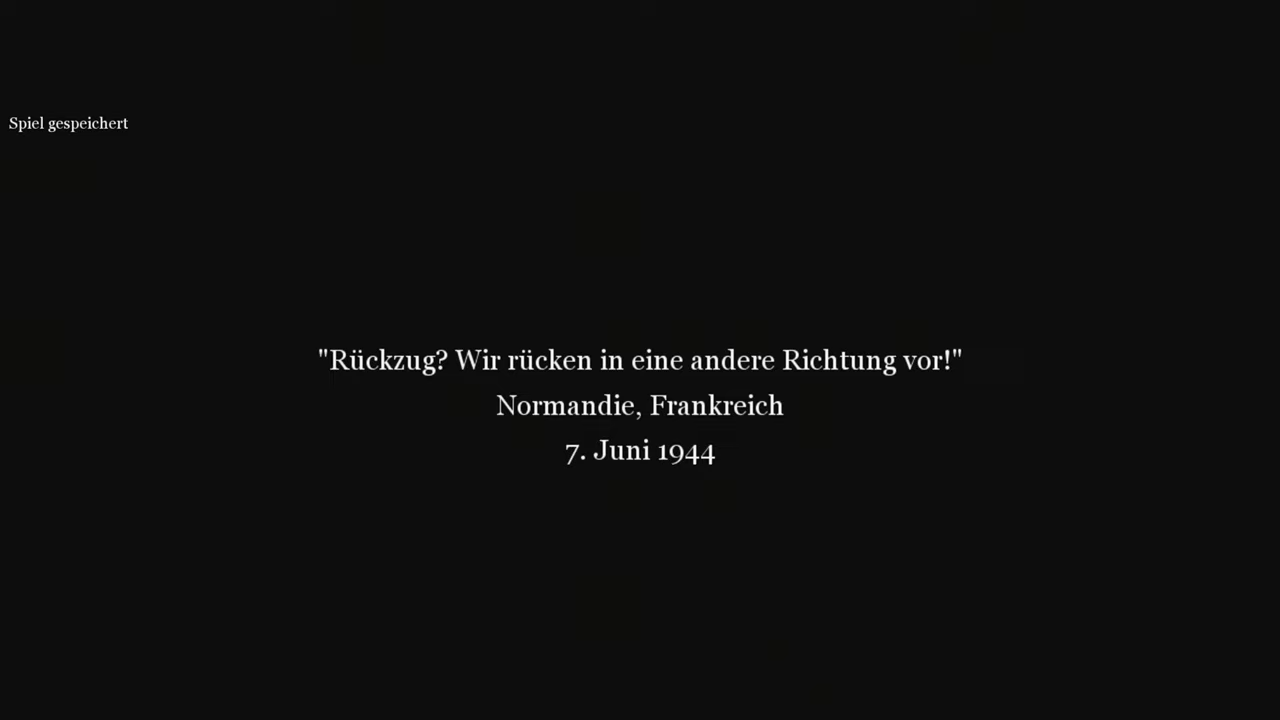 Spiel gespeichert
"Rückzug? Wir rücken in eine andere Richtung vor!"
Normandie, Frankreich
7. Juni 1944